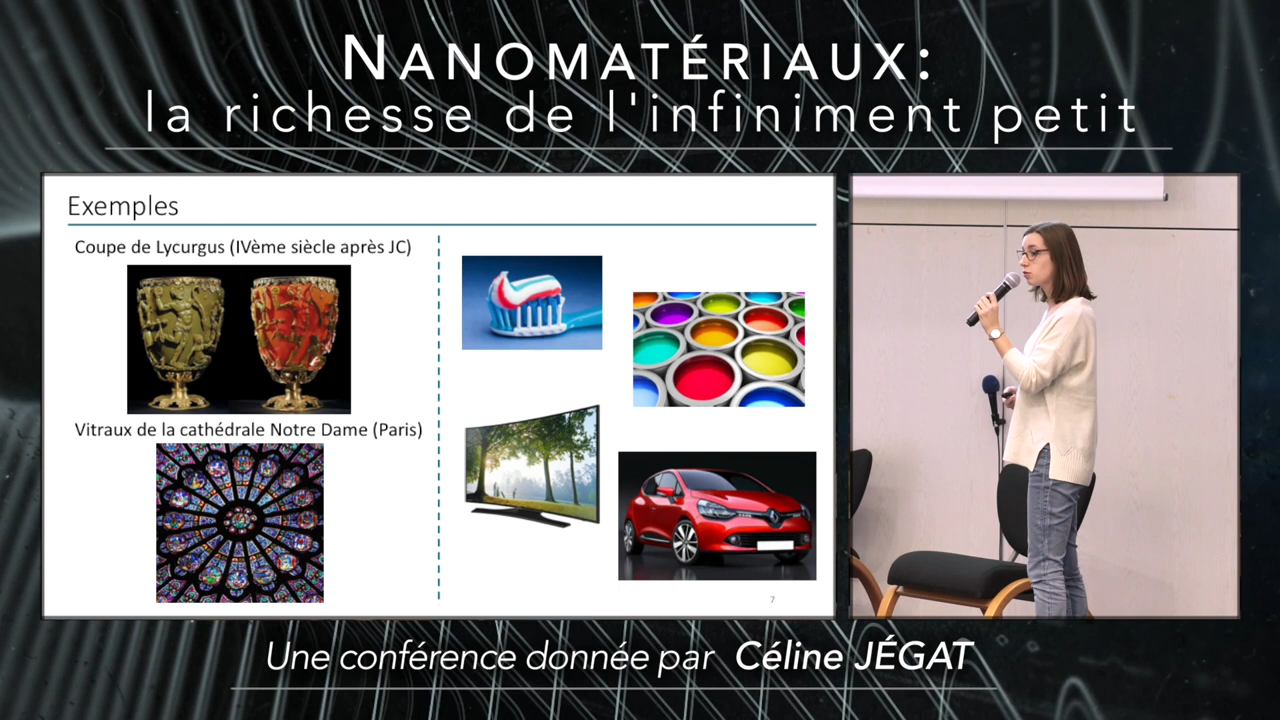 NANOMATÉRIAUX:
la richesse de l'infiniment petit
Exemples
Coupe de Lycurgus (IVème siècle après JC)
Vitraux de la cathédrale Notre Dame (Paris)
7
Une conférence donnée par Céline JÉGAT